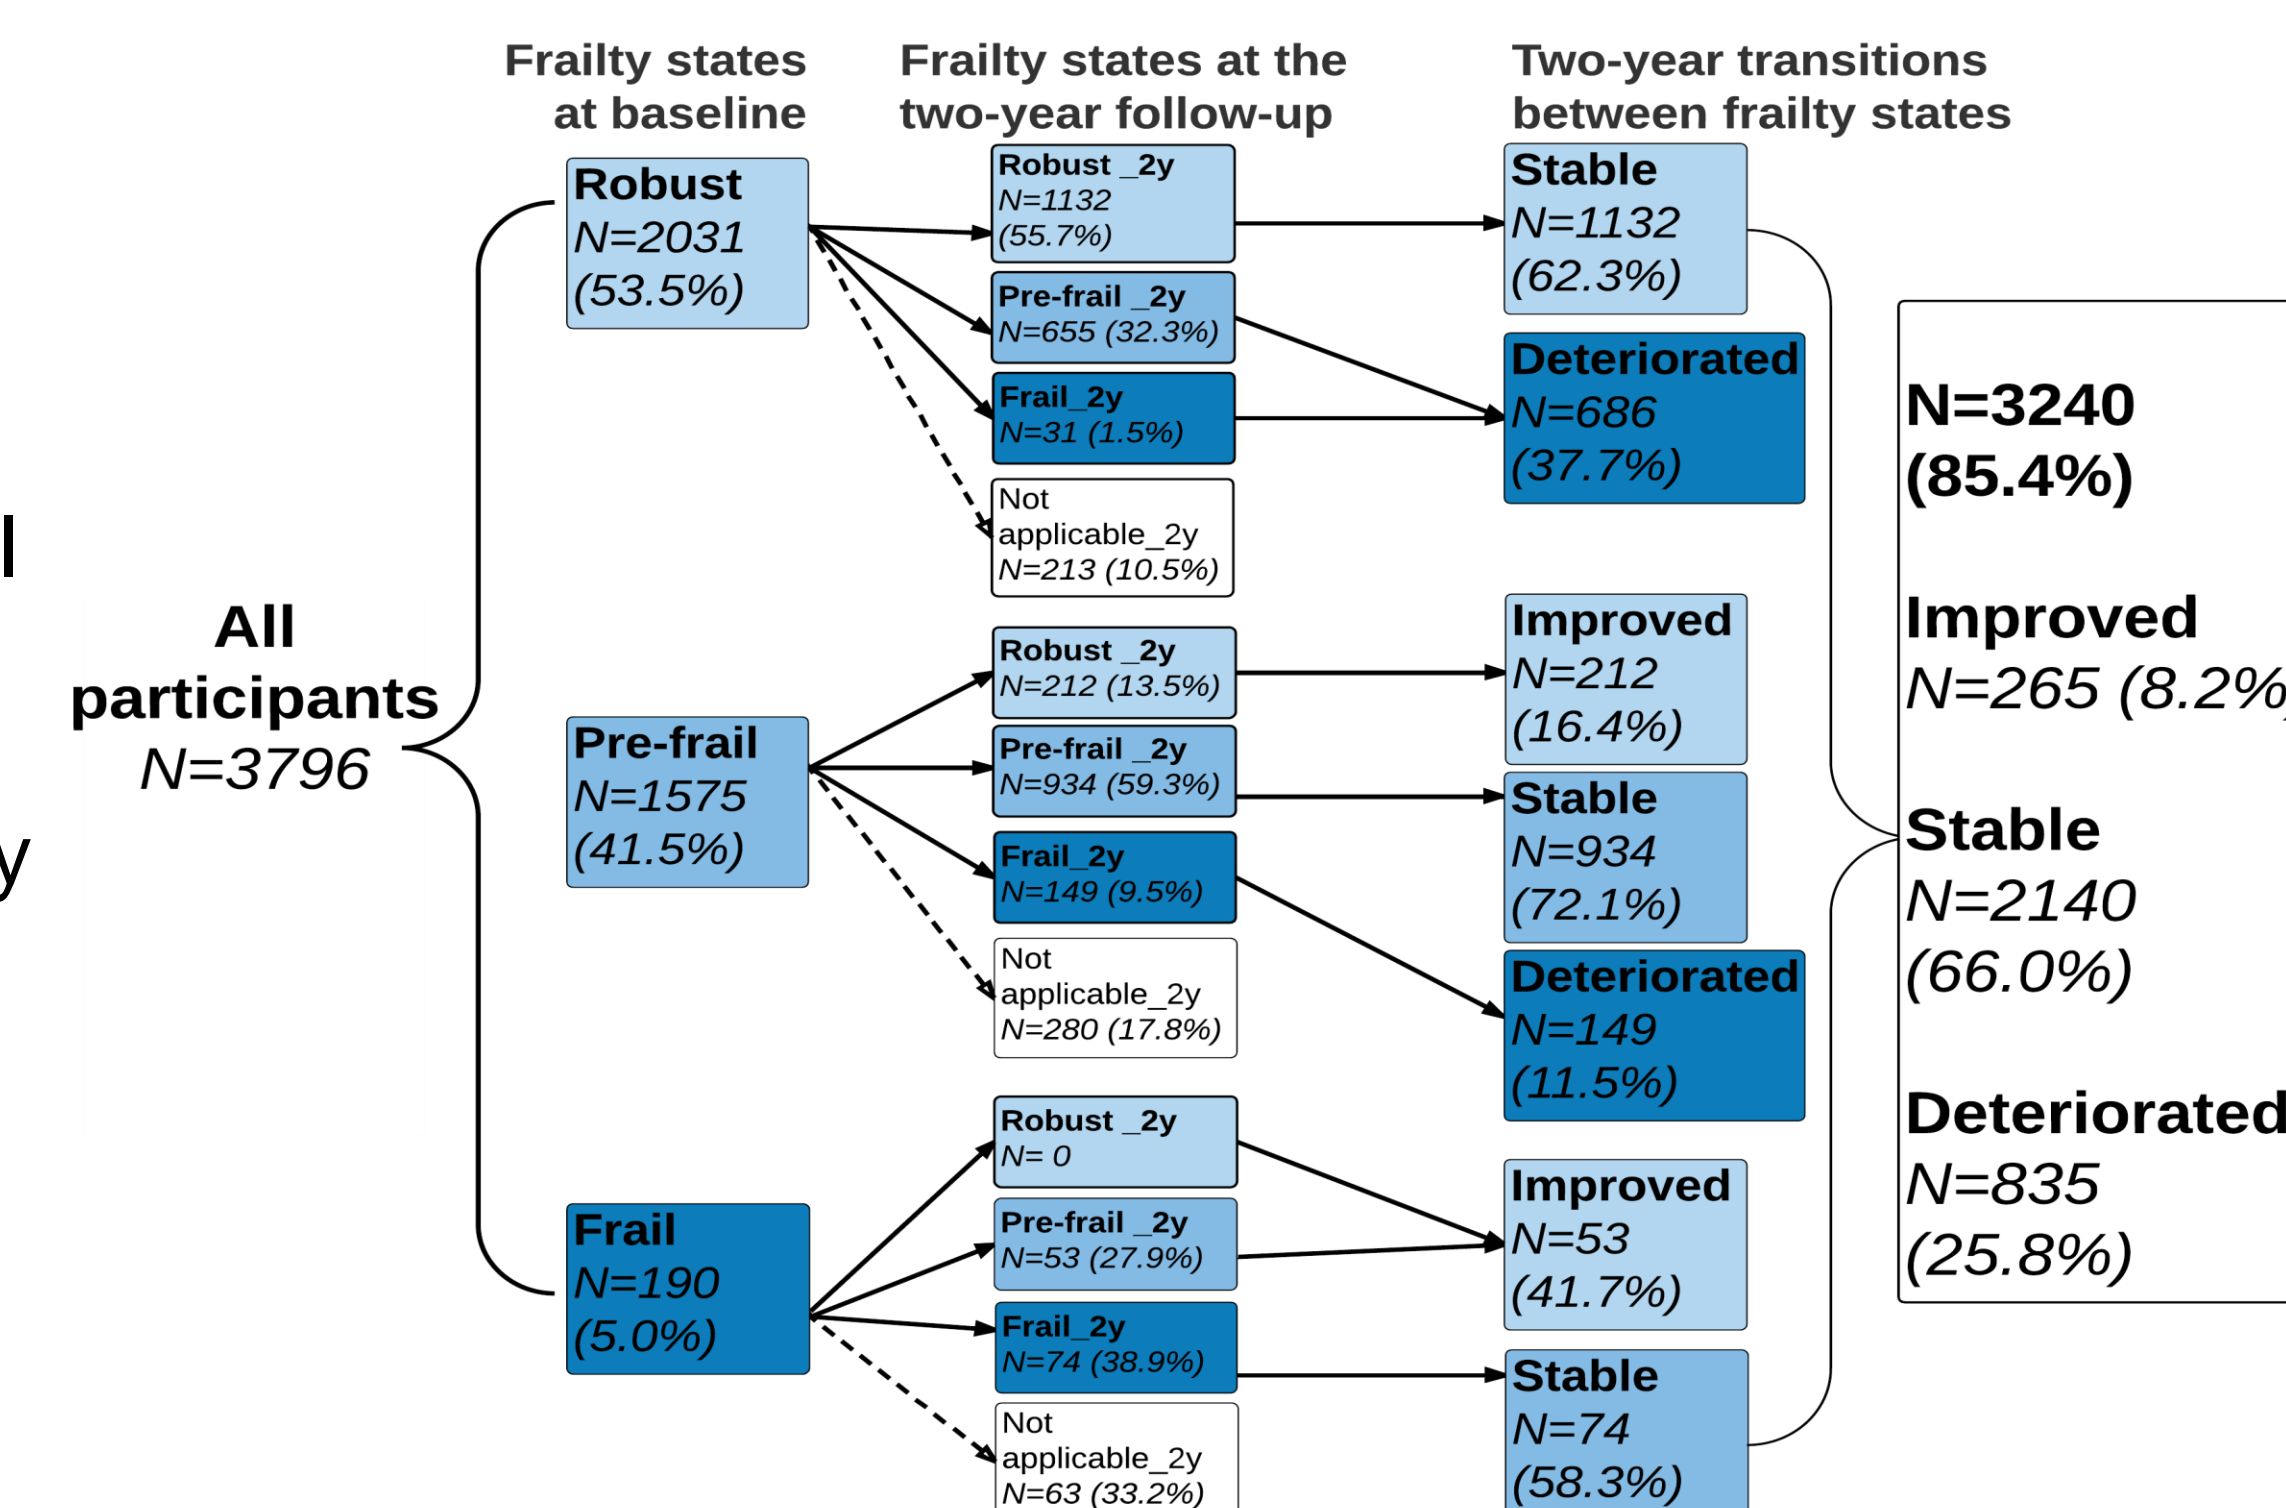 Frailty states
at baseline
Frailty states at the
two-year follow-up
Two-year transitions
between frailty states
l
y
All
participants
N=3796
Robust
N=2031
(53.5%)
Pre-frail
N=1575
(41.5%)
Frail
N=190
(5.0%)
Robust _2y
N=1132
(55.7%)
Pre-frail _2y
N=655 (32.3%)
Frail_2y
N=31 (1.5%)
Not
applicable_2y
N=213 (10.5%)
Robust _2y
N=212 (13.5%)
Pre-frail _2y
N=934 (59.3%)
Frail_2y
N=149 (9.5%)
Not
applicable_2y
N=280 (17.8%)
Robust _2y
N= 0
Pre-frail _2y
N=53 (27.9%)
Frail_2y
N=74 (38.9%)
Not
applicable_2y
N=63 (33.2%)
Stable
N=1132
(62.3%)
Deteriorated
N=686
(37.7%)
Improved
N=212
(16.4%)
Stable
N=934
(72.1%)
Deteriorated
N=149
(11.5%)
Improved
N=53
(41.7%)
Stable
N=74
(58.3%)
N=3240
(85.4%)
Improved
N=265 (8.2%)
Stable
N=2140
(66.0%)
Deteriorated
N=835
(25.8%)